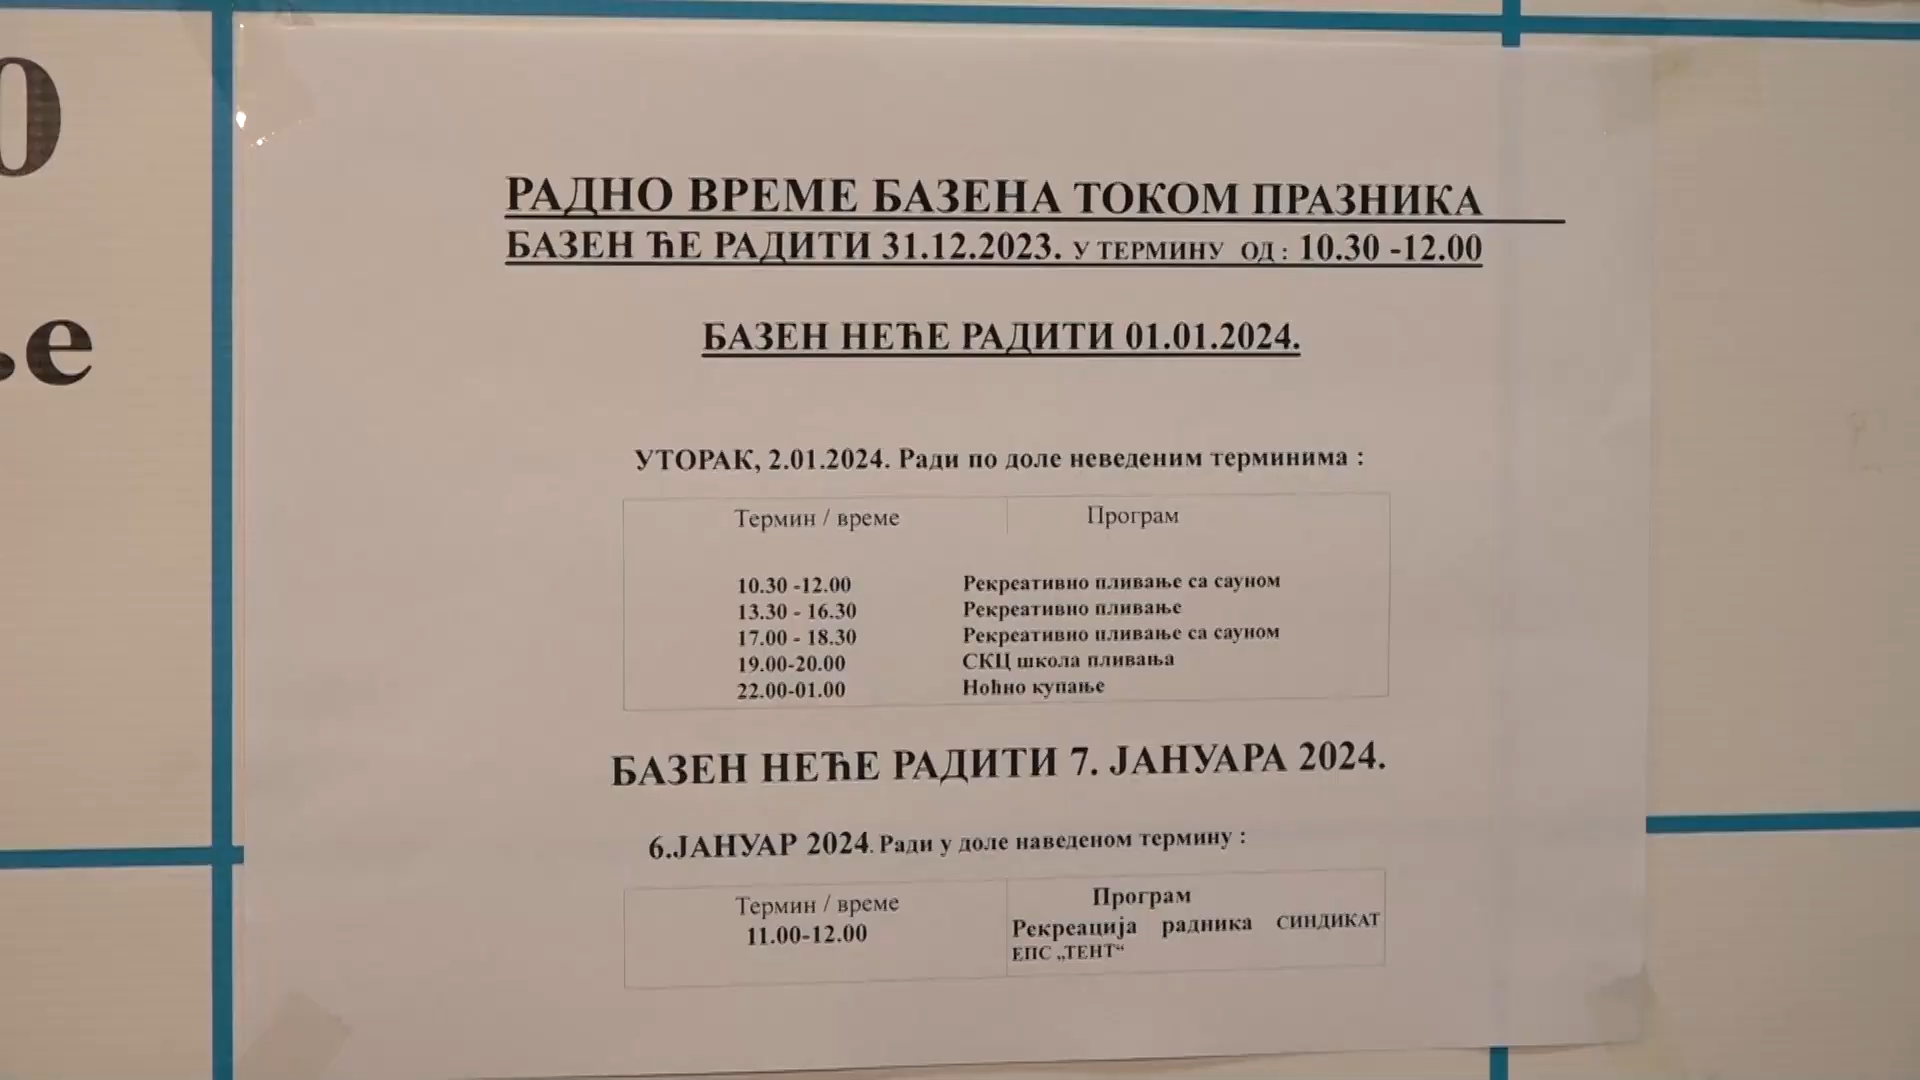 0
ње
РАДНО ВРЕМЕ БАЗЕНА ТОКОМ ПРАЗНИКА
БАЗЕН ЋЕ РАДИТИ 31.12.2023. У ТЕРМИНУ ОД : 10.30 -12.00
БАЗЕН НЕЋЕ РАДИТИ 01.01.2024.
УТОРАК, 2.01.2024. Ради по доле неведеним терминима :
Термин / време Програм
10.30 -12.00 Рекреативно пливање са сауном
13.30 - 16.30 Рекреативно пливање
17.00 - 18.30 Рекреативно пливање са сауном
19.00-20.00 СКЦ школа пливања
22.00-01.00 Ноћно купање
БАЗЕН НЕЋЕ РАДИТИ 7. ЈАНУАРА 2024.
6.ЈАНУАР 2024. Ради у доле наведеном термину :
Термин / време Програм
11.00-12.00 Рекреација радника СИНДИКАТ
ЕПС „ТЕНТ“